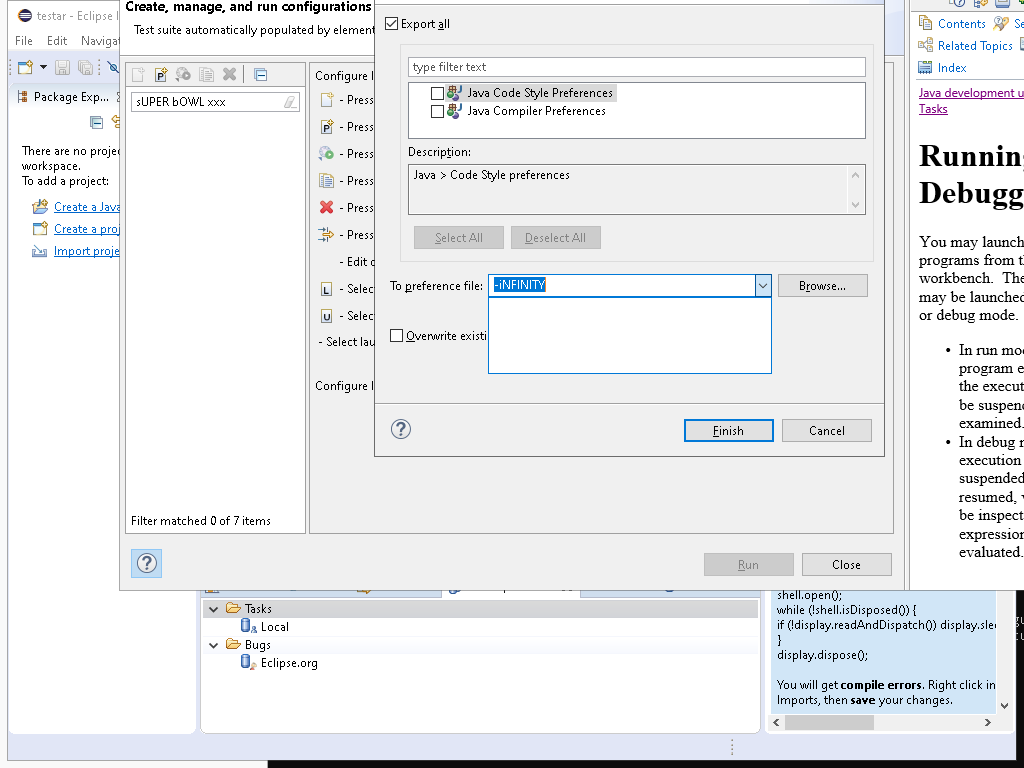 testar - Eclipse
File Edit Navigat
Package Exp...
There are no proje
workspace.
To add a project:
Create a Java
Create a proj
Import proje
Create, manage, and run configurations
Test suite automatically populated by element
sUPER bOWL xxx
Filter matched 0 of 7 items
Configure l
- Press
- Press
- Press
- Press
- Press
- Press
- Edit c
- Selec
- Selec
- Select lau
Configure l
Run
Close
Export all
type filter text
Java Code Style Preferences
Java Compiler Preferences
Description:
Java > Code Style preferences
Select All
Deselect All
To preference file:
-iNFINITY
Browse...
Overwrite existi
Finish
Cancel
Contents
Se
Related Topics
Index
Java development u
Tasks
Running
Debugg
You may launch
programs from th
workbench. The
may be launched
or debug mode.
• In run mod
program e
the execut
be suspend
examined.
• In debug m
execution
suspended
resumed, v
be inspect
expression
evaluated.
Tasks
Local
Bugs
Eclipse.org
shell.open();
while (!shell.isDisposed()) {
if (!display.readAndDispatch()) display.slee
}
display.dispose();
You will get compile errors. Right click in
Imports, then save your changes.